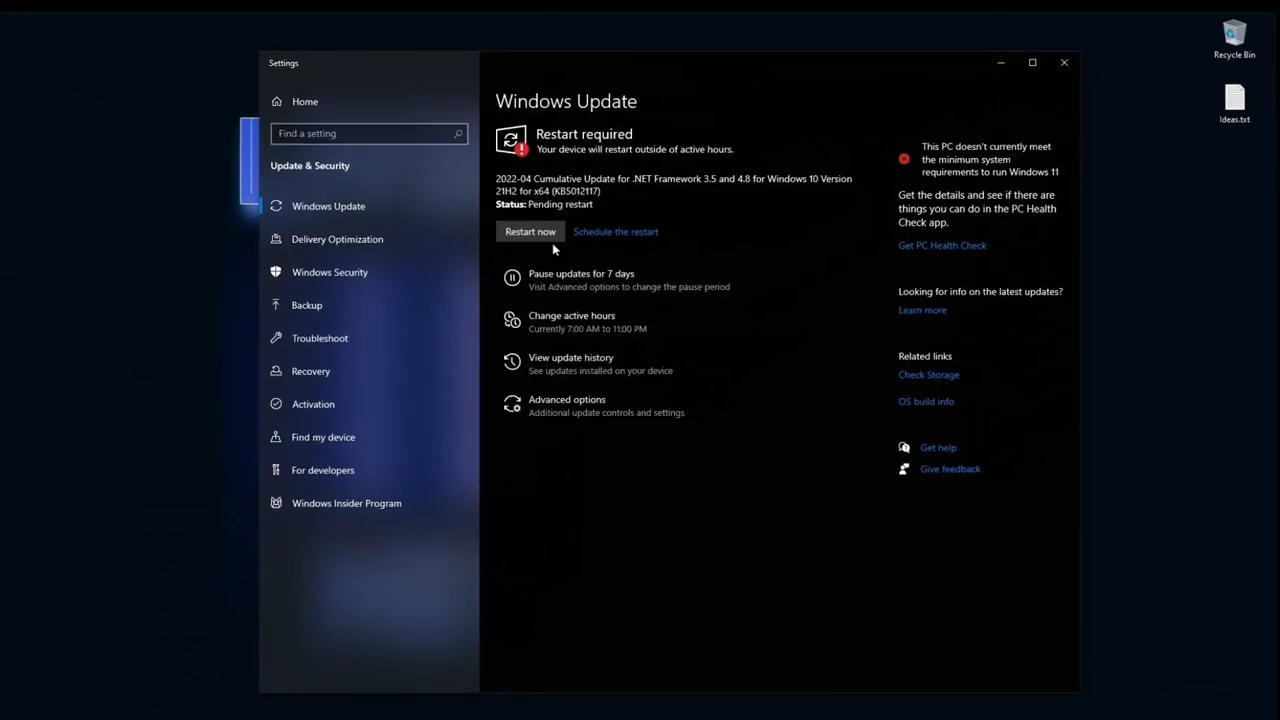 Settings
Home
Find a setting
Update & Security
Windows Update
Delivery Optimization
Windows Security
Backup
Troubleshoot
Recovery
Activation
Find my device
For developers
Windows Insider Program
Windows Update
Restart required
Your device will restart outside of active hours.
2022-04 Cumulative Update for .NET Framework 3.5 and 4.8 for Windows 10 Version
21H2 for x64 (KB5012117)
Status: Pending restart
Restart now
Schedule the restart
Pause updates for 7 days
Visit Advanced options to change the pause period
Change active hours
Currently 7:00 AM to 11:00 PM
View update history
See updates installed on your device
Advanced options
Additional update controls and settings
This PC doesn't currently meet
the minimum system
requirements to run Windows 11
Get the details and see if there are
things you can do in the PC Health
Check app.
Get PC Health Check
Looking for info on the latest updates?
Learn more
Related links
Check Storage
OS build info
Get help
Give feedback
Recycle Bin
Ideas.txt